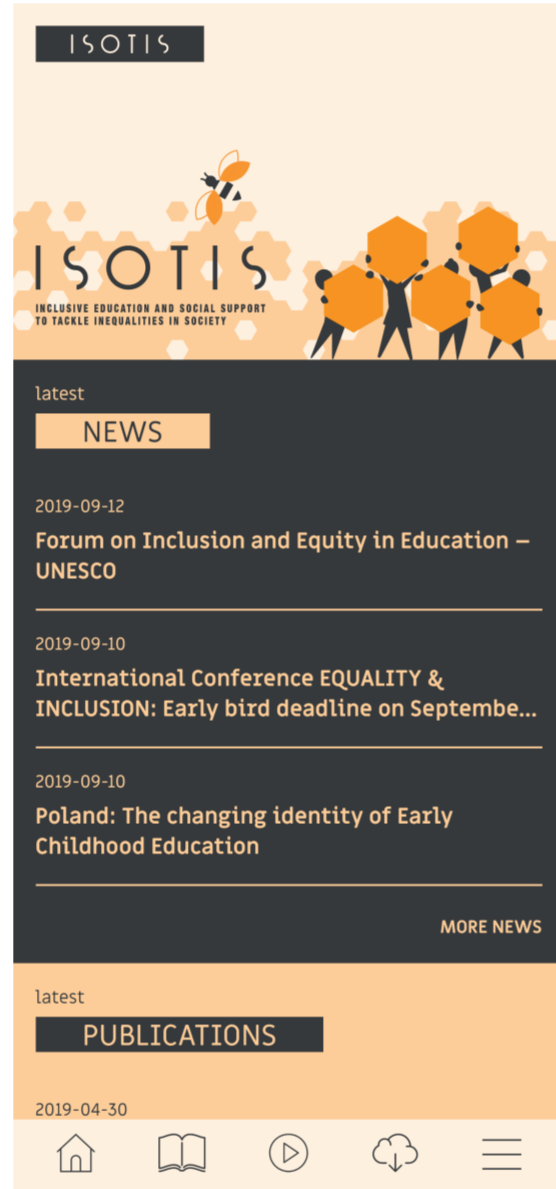 ISOTIS
ISOTIS
INCLUSIVE EDUCATION AND SOCIAL SUPPORT
TO TACKLE INEQUALITIES IN SOCIETY
latest
NEWS
2019-09-12
Forum on Inclusion and Equity in Education –
UNESCO
2019-09-10
International Conference EQUALITY &
INCLUSION: Early bird deadline on Septembe...
2019-09-10
Poland: The changing identity of Early
Childhood Education
MORE NEWS
latest
PUBLICATIONS
2019-04-30